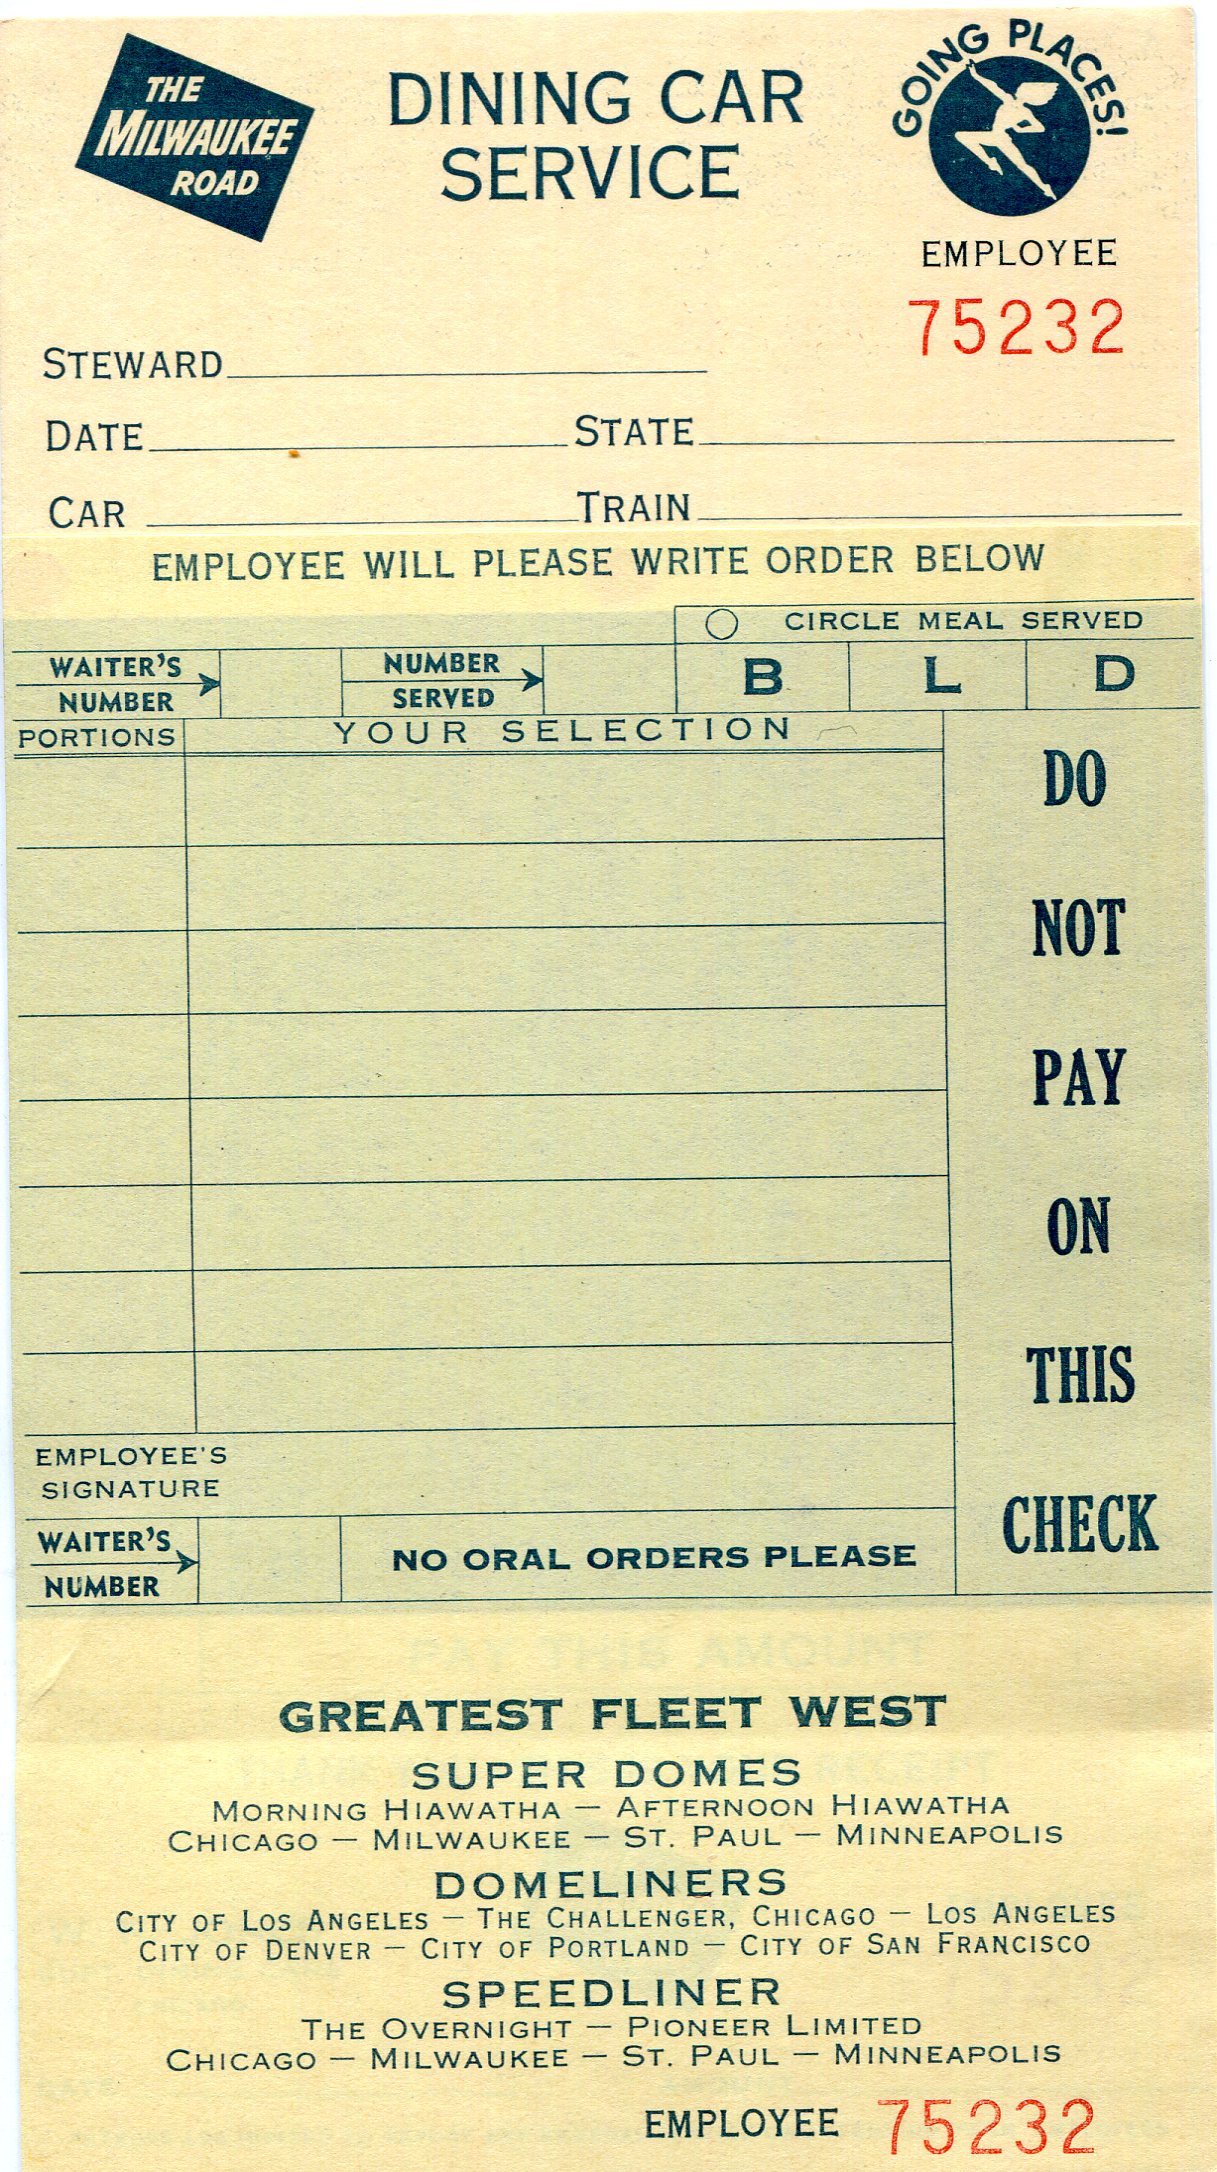 THE
MILWAUKEE
ROAD
DINING CAR
SERVICE
GOING PLACES!
EMPLOYEE
75232
STEWARD
DATE STATE
CAR TRAIN
EMPLOYEE WILL PLEASE WRITE ORDER BELOW
CIRCLE MEAL SERVED
WAITER'S
NUMBER
NUMBER
SERVED
B L D
PORTIONS YOUR SELECTION
DO
NOT
PAY
ON
THIS
CHECK
EMPLOYEE'S
SIGNATURE
WAITER'S
NUMBER
NO ORAL ORDERS PLEASE
PAY THIS AMOUNT
GREATEST FLEET WEST
SUPER DOMES
MORNING HIAWATHA — AFTERNOON HIAWATHA
CHICAGO — MILWAUKEE — ST. PAUL — MINNEAPOLIS
DOMELINERS
CITY OF LOS ANGELES — THE CHALLENGER, CHICAGO — LOS ANGELES
CITY OF DENVER — CITY OF PORTLAND — CITY OF SAN FRANCISCO
SPEEDLINER
THE OVERNIGHT — PIONEER LIMITED
CHICAGO — MILWAUKEE — ST. PAUL — MINNEAPOLIS
EMPLOYEE 75232